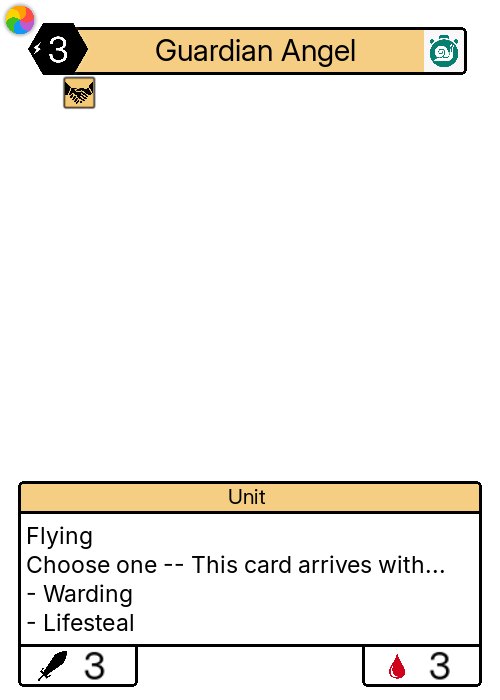 3 Guardian Angel
Unit
Flying
Choose one -- This card arrives with...
- Warding
- Lifesteal
3 3